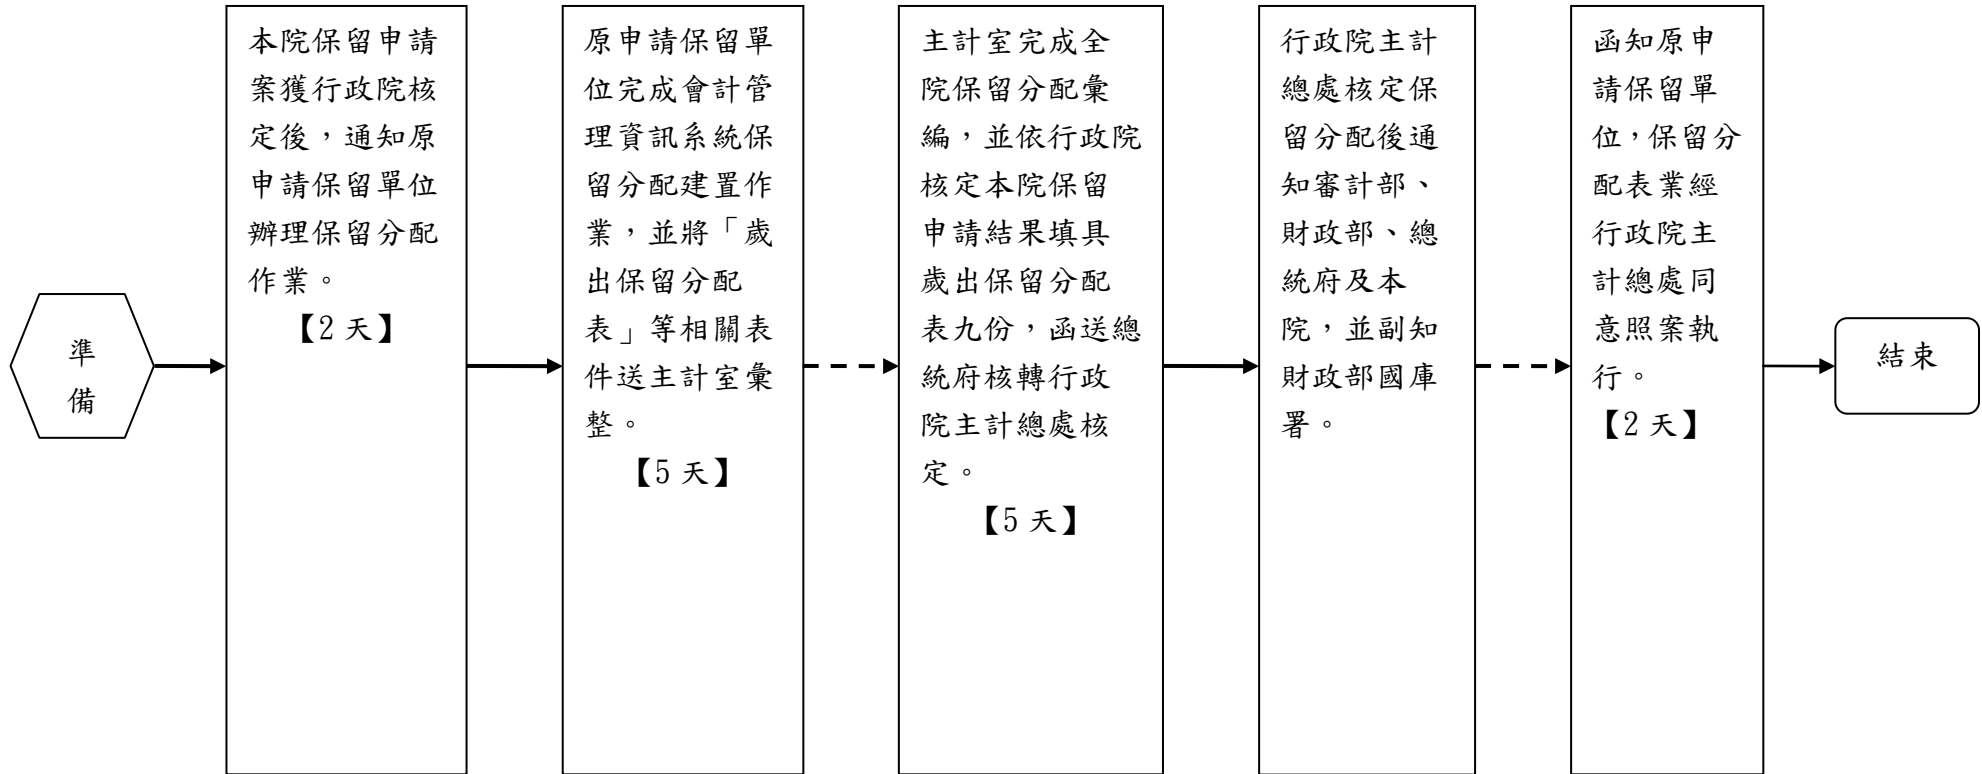 準
備
本院保留申請
案獲行政院核
定後，通知原
申請保留單位
辦理保留分配
作業。
【2 天】
原申請保留單
位完成會計管
理資訊系統保
留分配建置作
業，並將「歲
出保留分配
表」等相關表
件送主計室彙
整。
【5 天】
主計室完成全
院保留分配彙
編，並依行政院
核定本院保留
申請結果填具
歲出保留分配
表九份，函送總
統府核轉行政
院主計總處核
定。
【5 天】
行政院主計
總處核定保
留分配後通
知審計部、
財政部、總
統府及本
院，並副知
財政部國庫
署。
函知原申
請保留單
位，保留分
配表業經
行政院主
計總處同
意照案執
行。
【2 天】
結束